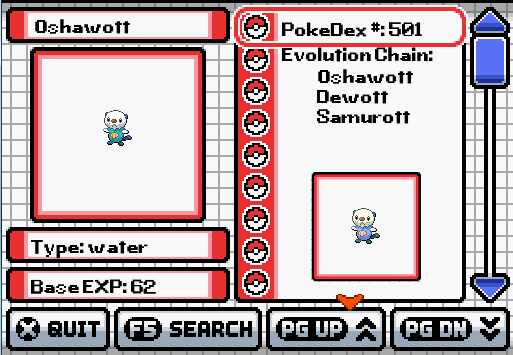 Oshawott
PokeDex #: 501
Evolution Chain:
Oshawott
Dewott
Samurott
Type: water
Base EXP: 62
X QUIT
F5 SEARCH
PG UP
PG DN